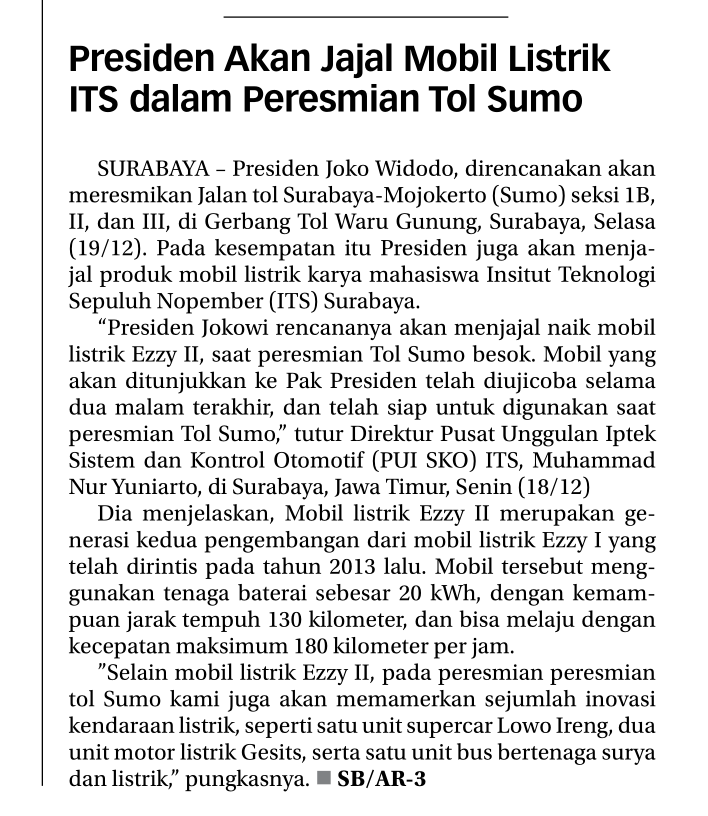 Presiden Akan Jajal Mobil Listrik
ITS dalam Peresmian Tol Sumo
SURABAYA – Presiden Joko Widodo, direncanakan akan
meresmikan Jalan tol Surabaya-Mojokerto (Sumo) seksi 1B,
II, dan III, di Gerbang Tol Waru Gunung, Surabaya, Selasa
(19/12). Pada kesempatan itu Presiden juga akan menja-
jal produk mobil listrik karya mahasiswa Insitut Teknologi
Sepuluh Nopember (ITS) Surabaya.
“Presiden Jokowi rencananya akan menjajal naik mobil
listrik Ezzy II, saat peresmian Tol Sumo besok. Mobil yang
akan ditunjukkan ke Pak Presiden telah diujicoba selama
dua malam terakhir, dan telah siap untuk digunakan saat
peresmian Tol Sumo,” tutur Direktur Pusat Unggulan Iptek
Sistem dan Kontrol Otomotif (PUI SKO) ITS, Muhammad
Nur Yuniarto, di Surabaya, Jawa Timur, Senin (18/12)
Dia menjelaskan, Mobil listrik Ezzy II merupakan ge-
nerasi kedua pengembangan dari mobil listrik Ezzy I yang
telah dirintis pada tahun 2013 lalu. Mobil tersebut meng-
gunakan tenaga baterai sebesar 20 kWh, dengan kemam-
puan jarak tempuh 130 kilometer, dan bisa melaju dengan
kecepatan maksimum 180 kilometer per jam.
”Selain mobil listrik Ezzy II, pada peresmian peresmian
tol Sumo kami juga akan memamerkan sejumlah inovasi
kendaraan listrik, seperti satu unit supercar Lowo Ireng, dua
unit motor listrik Gesits, serta satu unit bus bertenaga surya
dan listrik,” pungkasnya. ■ SB/AR-3